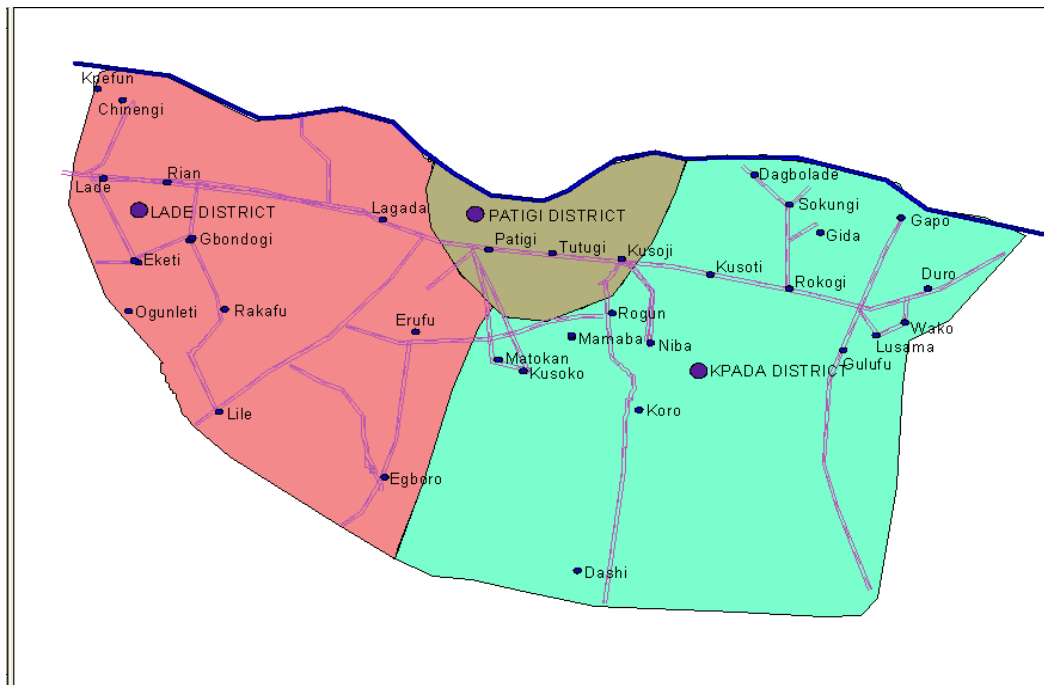 Kpefun
Chinengi
Lade
Rian
LADE DISTRICT
Gbondogi
Eketi
Ogunleti
Rakafu
Lile
Lagada
Erufu
Egboro
PATIGI DISTRICT
Patigi
Tutugi
Kusoji
Rogun
Mamaba
Niba
Matokan
Kusoko
Koro
Dashi
Dagbolade
Sokungi
Gida
Gapo
Kusoti
Rokogi
Duro
Wako
Lusama
Gulufu
KPADA DISTRICT